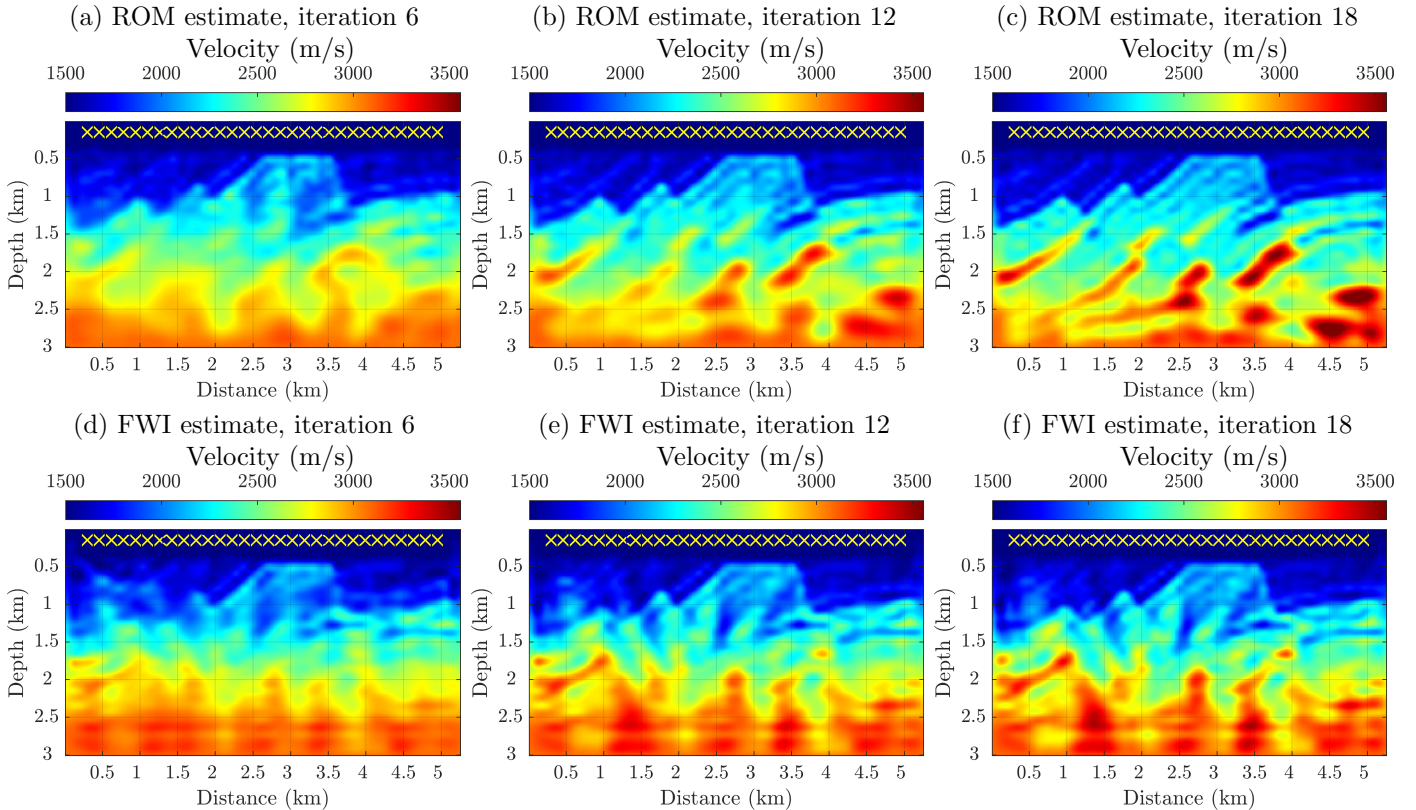 (a) ROM estimate, iteration 6
Velocity (m/s)
1500 2000 2500 3000 3500
0.5
1
1.5
2
2.5
3
Depth (km)
0.5 1 1.5 2 2.5 3 3.5 4 4.5 5
Distance (km)
(b) ROM estimate, iteration 12
Velocity (m/s)
1500 2000 2500 3000 3500
0.5
1
1.5
2
2.5
3
Depth (km)
0.5 1 1.5 2 2.5 3 3.5 4 4.5 5
Distance (km)
(c) ROM estimate, iteration 18
Velocity (m/s)
1500 2000 2500 3000 3500
0.5
1
1.5
2
2.5
3
Depth (km)
0.5 1 1.5 2 2.5 3 3.5 4 4.5 5
Distance (km)
(d) FWI estimate, iteration 6
Velocity (m/s)
1500 2000 2500 3000 3500
0.5
1
1.5
2
2.5
3
Depth (km)
0.5 1 1.5 2 2.5 3 3.5 4 4.5 5
Distance (km)
(e) FWI estimate, iteration 12
Velocity (m/s)
1500 2000 2500 3000 3500
0.5
1
1.5
2
2.5
3
Depth (km)
0.5 1 1.5 2 2.5 3 3.5 4 4.5 5
Distance (km)
(f) FWI estimate, iteration 18
Velocity (m/s)
1500 2000 2500 3000 3500
0.5
1
1.5
2
2.5
3
Depth (km)
0.5 1 1.5 2 2.5 3 3.5 4 4.5 5
Distance (km)